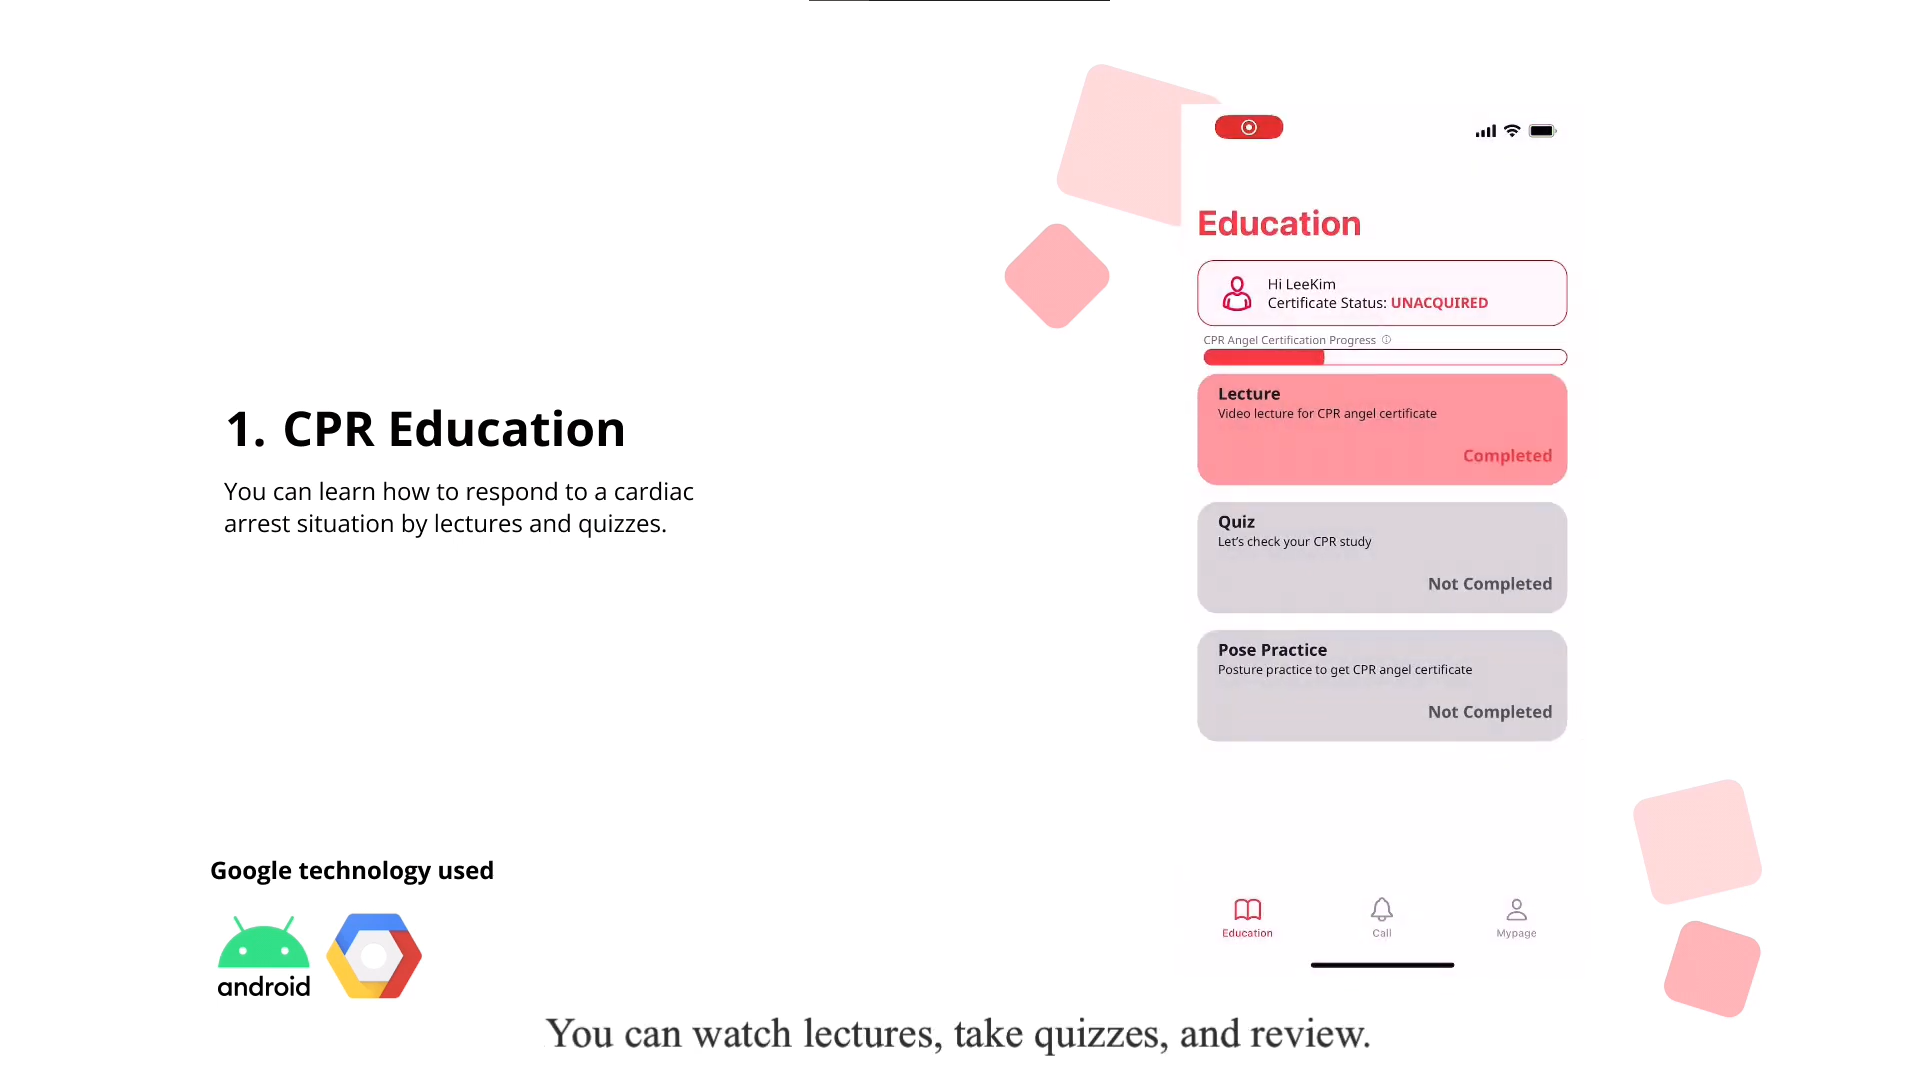 1. CPR Education
You can learn how to respond to a cardiac
arrest situation by lectures and quizzes.
Google technology used
android
Education
Hi LeeKim
Certificate Status: UNACQUIRED
CPR Angel Certification Progress
Lecture
Video lecture for CPR angel certificate
Completed
Quiz
Let's check your CPR study
Not Completed
Pose Practice
Posture practice to get CPR angel certificate
Not Completed
Education
Call
Mypage
You can watch lectures, take quizzes, and review.